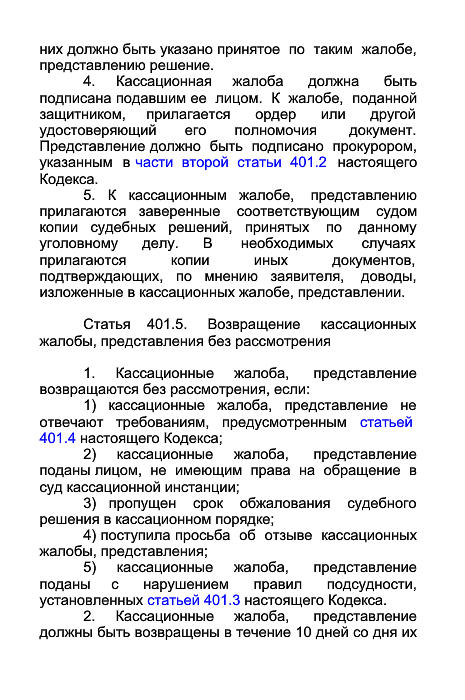 них должно быть указано принятое по таким жалобе,
представлению решение.
4. Кассационная жалоба должна быть
подписана подавшим ее лицом. К жалобе, поданной
защитником, прилагается ордер или другой
удостоверяющий его полномочия документ.
Представление должно быть подписано прокурором,
указанным в части второй статьи 401.2 настоящего
Кодекса.
5. К кассационным жалобе, представлению
прилагаются заверенные соответствующим судом
копии судебных решений, принятых по данному
уголовному делу. В необходимых случаях
прилагаются копии иных документов,
подтверждающих, по мнению заявителя, доводы,
изложенные в кассационных жалобе, представлении.
Статья 401.5. Возвращение кассационных
жалобы, представления без рассмотрения
1. Кассационные жалоба, представление
возвращаются без рассмотрения, если:
1) кассационные жалоба, представление не
отвечают требованиям, предусмотренным статьей
401.4 настоящего Кодекса;
2) кассационные жалоба, представление
поданы лицом, не имеющим права на обращение в
суд кассационной инстанции;
3) пропущен срок обжалования судебного
решения в кассационном порядке;
4) поступила просьба об отзыве кассационных
жалобы, представления;
5) кассационные жалоба, представление
поданы с нарушением правил подсудности,
установленных статьей 401.3 настоящего Кодекса.
2. Кассационные жалоба, представление
должны быть возвращены в течение 10 дней со дня их